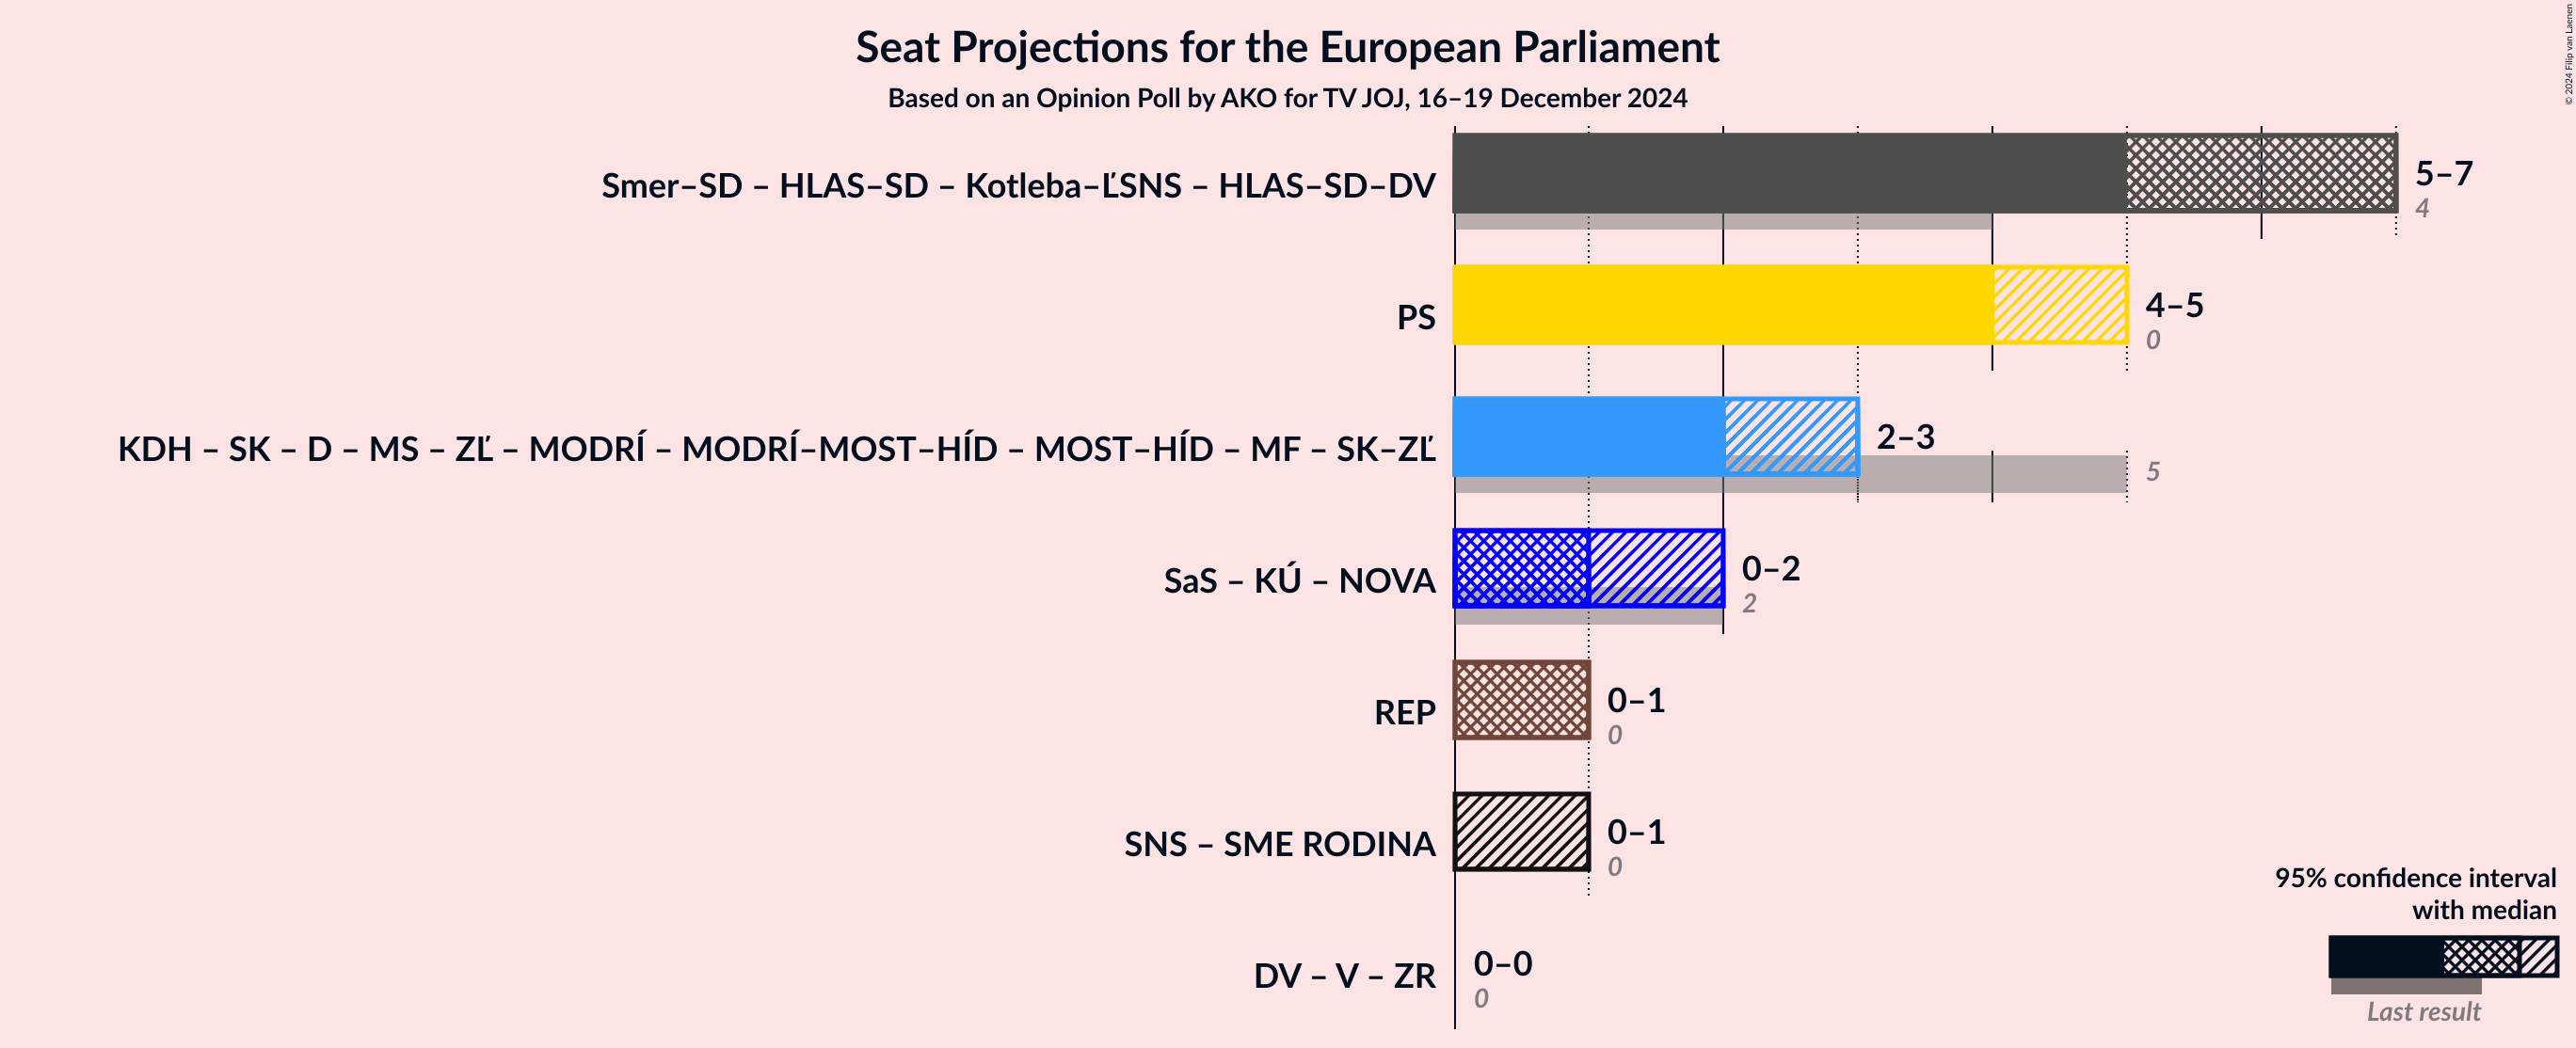 Seat Projections for the European Parliament
Based on an Opinion Poll by AKO for TV JOJ, 16–19 December 2024
© 2024 Filip van Laenen
Smer–SD – HLAS–SD – Kotleba–ĽSNS – HLAS–SD–DV
5–7
4
PS
4–5
0
KDH – SK – D – MS – ZĽ – MODRÍ – MODRÍ–MOST–HÍD – MOST–HÍD – MF – SK–ZĽ
2–3
5
SaS – KÚ – NOVA
0–2
2
REP
0–1
0
SNS – SME RODINA
0–1
0
DV – V – ZR
0–0
0
95% confidence interval
with median
Last result